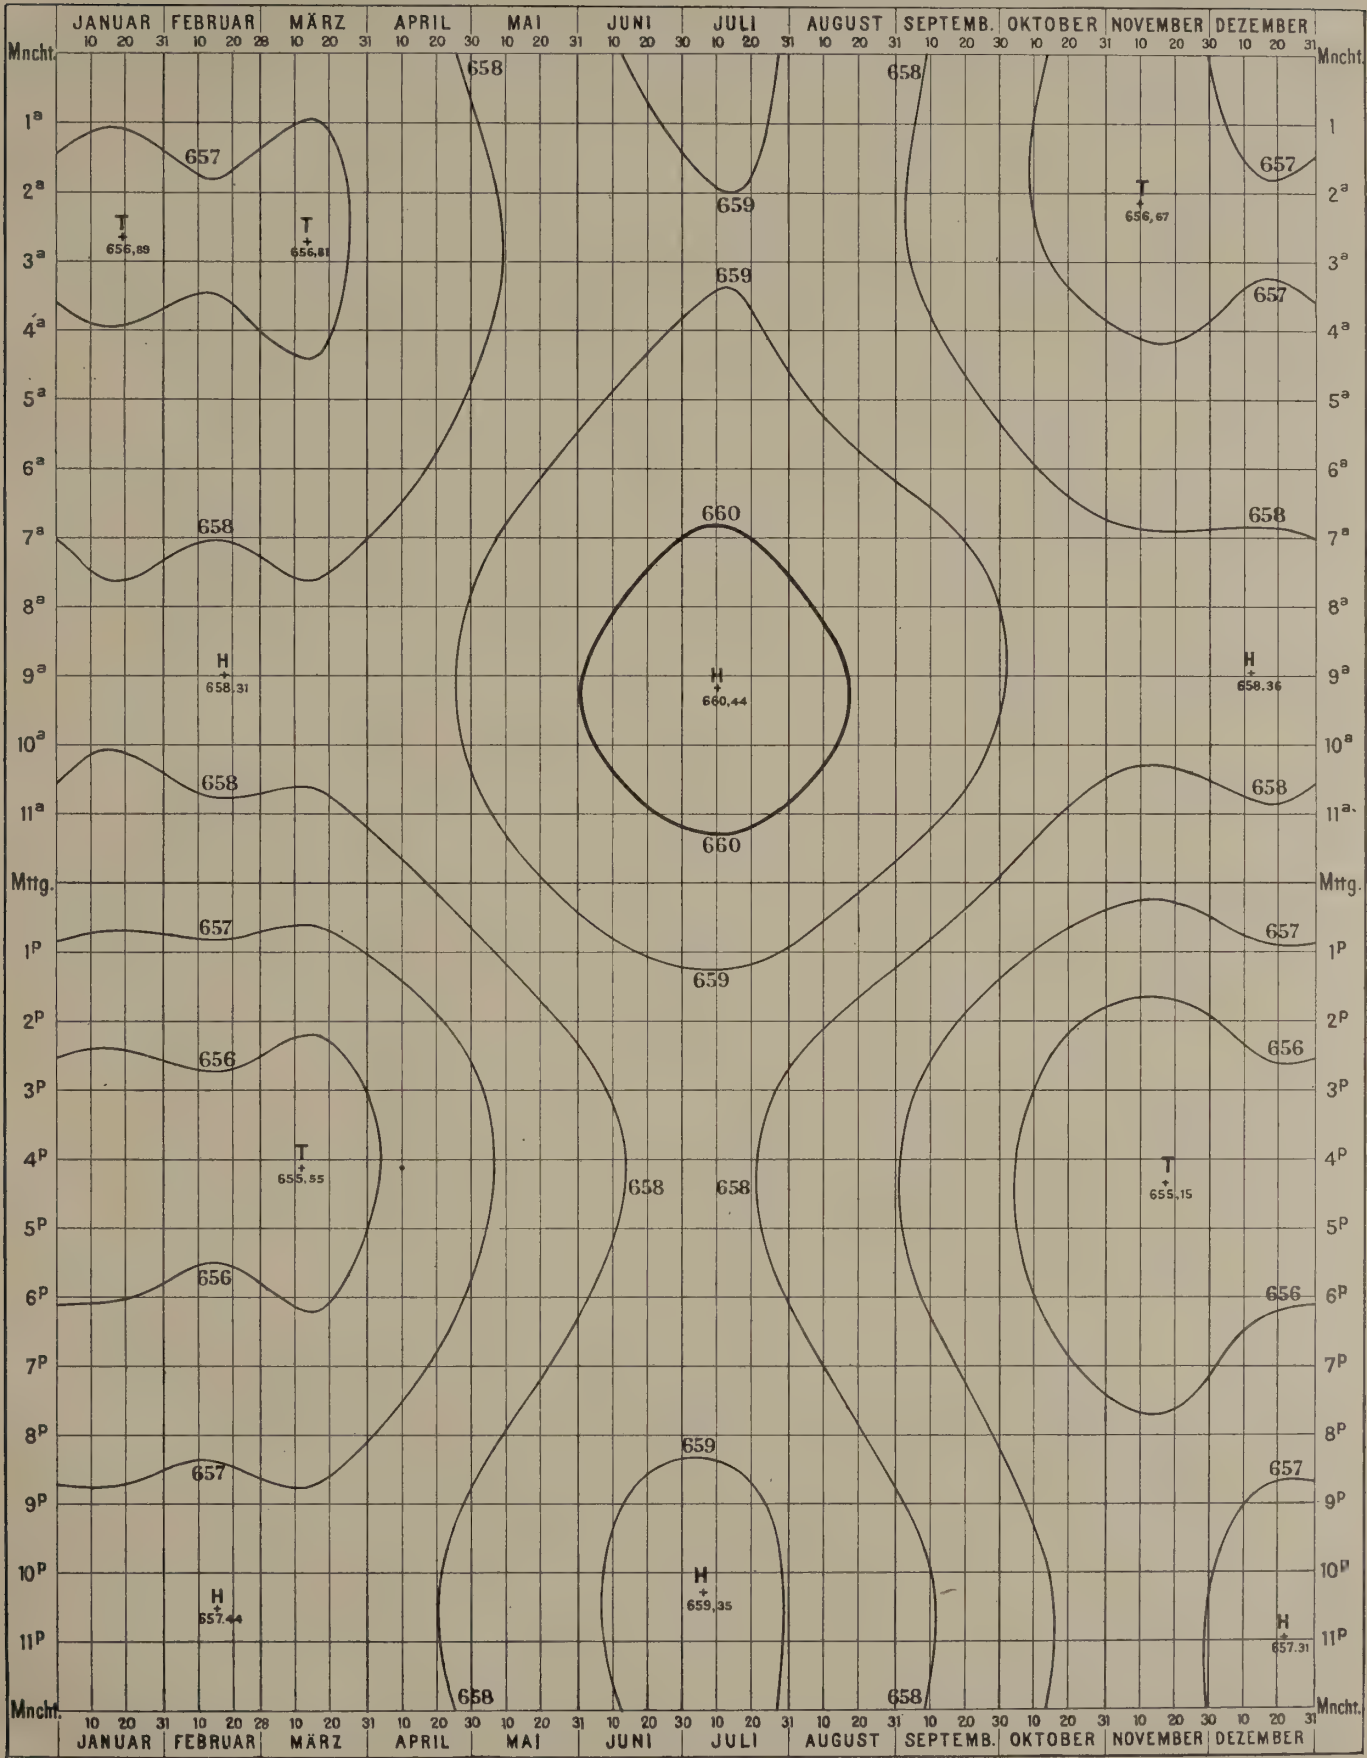 JANUAR FEBRUAR MÄRZ APRIL MAI JUNI JULI AUGUST SEPTEMB. OKTOBER NOVEMBER DEZEMBER
10 20 31 10 20 28 10 20 31 10 20 30 10 20 31 10 20 30 10 20 31 10 20 31 10 20 30 10 20 31 10 20 30 10 20 31
Mncht. Mncht.
658 658
1ª 1
657 657
2ª 2ª
659
T T T
656,89 656,81 656,67
3ª 3ª
659
657
4ª 4ª
5ª 5ª
6ª 6ª
660
658 658
7ª 7ª
8ª 8ª
H H H
9ª 9ª
658.31 660,44 658.36
10ª 10ª
658 658
11ª 11ª
660
Mttg. Mttg.
657 657
1P 1P
659
2P 2P
656 656
3P 3P
T T
4P 4P
655,55 655,15
658 658
5P 5P
656 656
6P 6P
7P 7P
8P 8P
659
657 657
9P 9P
10P 10P
H H H
657.44 659,35
11P 11P
657.31
658 658
Mncht. Mncht.
10 20 31 10 20 28 10 20 31 10 20 30 10 20 31 10 20 30 10 20 31 10 20 31 10 20 30 10 20 31 10 20 30 10 20 31
JANUAR FEBRUAR MÄRZ APRIL MAI JUNI JULI AUGUST SEPTEMB. OKTOBER NOVEMBER DEZEMBER